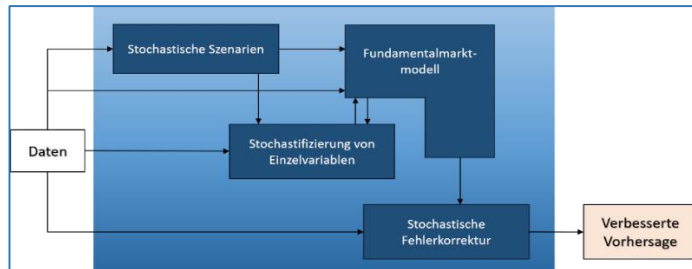 Stochastische Szenarien
Fundamentalmarkt-
modell
Daten
Stochastifizierung von
Einzelvariablen
Stochastische
Fehlerkorrektur
Verbesserte
Vorhersage